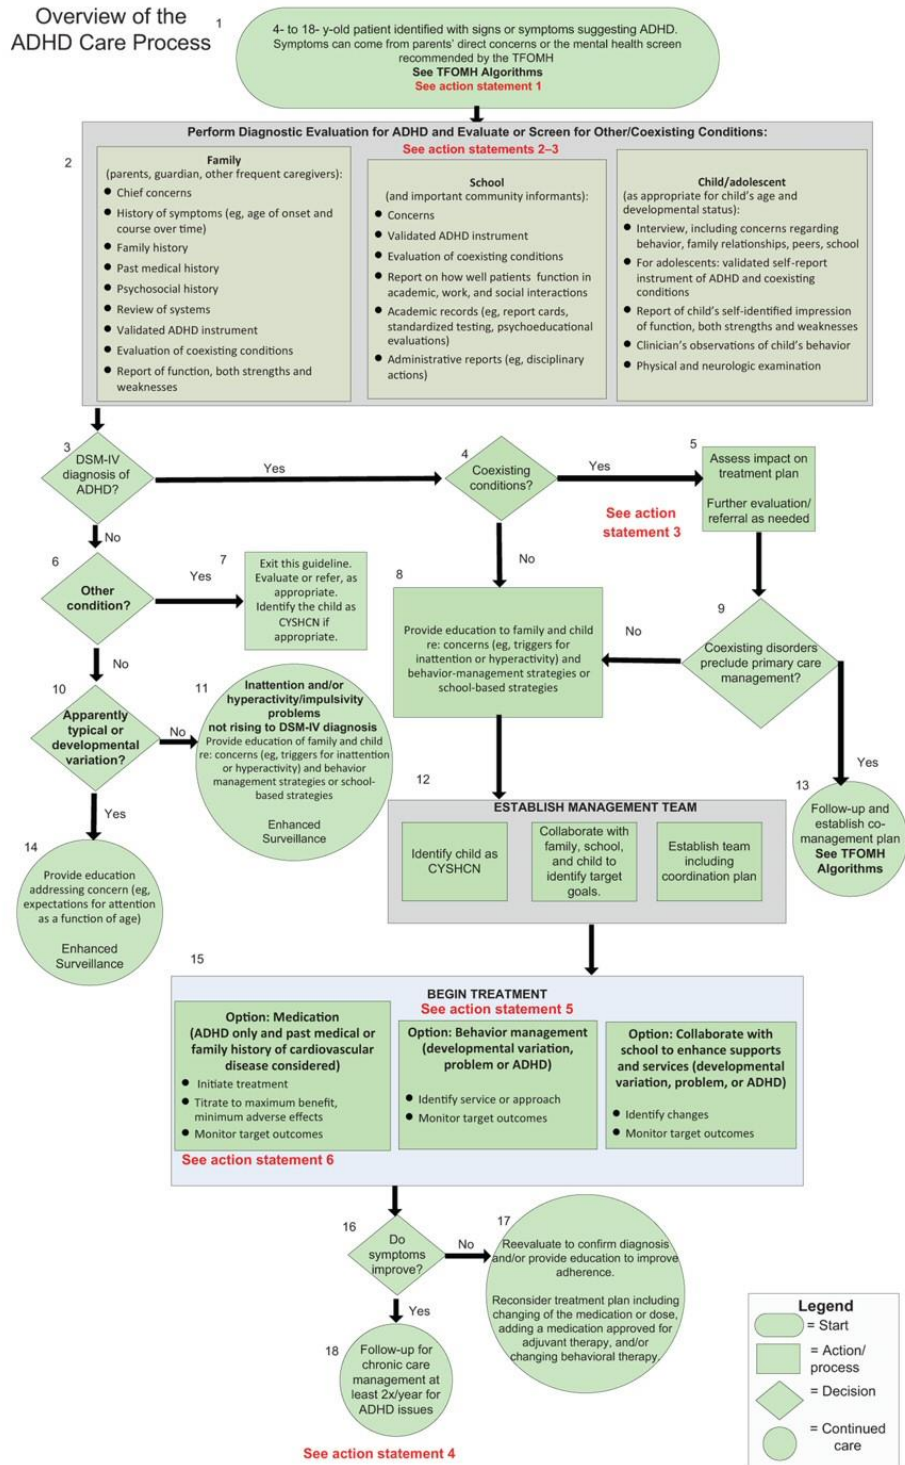 Overview of the
ADHD Care Process
1
4- to 18- y-old patient identified with signs or symptoms suggesting ADHD.
Symptoms can come from parents' direct concerns or the mental health screen
recommended by the TFOMH
See TFOMH Algorithms
See action statement 1
Perform Diagnostic Evaluation for ADHD and Evaluate or Screen for Other/Coexisting Conditions:
See action statements 2–3
2
Family
(parents, guardian, other frequent caregivers):
● Chief concerns
● History of symptoms (eg, age of onset and
course over time)
● Family history
● Past medical history
● Psychosocial history
● Review of systems
● Validated ADHD instrument
● Evaluation of coexisting conditions
● Report of function, both strengths and
weaknesses
School
(and important community informants):
● Concerns
● Validated ADHD instrument
● Evaluation of coexisting conditions
● Report on how well patients function in
academic, work, and social interactions
● Academic records (eg, report cards,
standardized testing, psychoeducational
evaluations)
● Administrative reports (eg, disciplinary
actions)
Child/adolescent
(as appropriate for child's age and
developmental status):
● Interview, including concerns regarding
behavior, family relationships, peers, school
● For adolescents: validated self-report
instrument of ADHD and coexisting
conditions
● Report of child's self-identified impression
of function, both strengths and weaknesses
● Clinician's observations of child's behavior
● Physical and neurologic examination
3
DSM-IV
diagnosis of
ADHD?
Yes
No
4
Coexisting
conditions?
Yes
No
5
Assess impact on
treatment plan
Further evaluation/
referral as needed
See action
statement 3
6
Other
condition?
Yes
No
7
Exit this guideline.
Evaluate or refer, as
appropriate.
Identify the child as
CYSHCN if
appropriate.
8
Provide education to family and child
re: concerns (eg, triggers for
inattention or hyperactivity) and
behavior-management strategies or
school-based strategies
9
Coexisting disorders
preclude primary care
management?
No
Yes
10
Apparently
typical or
developmental
variation?
No
Yes
11
Inattention and/or
hyperactivity/impulsivity
problems
not rising to DSM-IV diagnosis
Provide education of family and child
re: concerns (eg, triggers for inattention
or hyperactivity) and behavior
management strategies or school-
based strategies
Enhanced
Surveillance
12
ESTABLISH MANAGEMENT TEAM
Identify child as
CYSHCN
Collaborate with
family, school,
and child to
identify target
goals.
Establish team
including
coordination plan
13
Follow-up and
establish co-
management plan
See TFOMH
Algorithms
14
Provide education
addressing concern (eg,
expectations for attention
as a function of age)
Enhanced
Surveillance
15
BEGIN TREATMENT
See action statement 5
Option: Medication
(ADHD only and past medical or
family history of cardiovascular
disease considered)
● Initiate treatment
● Titrate to maximum benefit,
minimum adverse effects
● Monitor target outcomes
See action statement 6
Option: Behavior management
(developmental variation,
problem or ADHD)
● Identify service or approach
● Monitor target outcomes
Option: Collaborate with
school to enhance supports
and services (developmental
variation, problem, or ADHD)
● Identify changes
● Monitor target outcomes
16
Do
symptoms
improve?
No
Yes
17
Reevaluate to confirm diagnosis
and/or provide education to improve
adherence.
Reconsider treatment plan including
changing of the medication or dose,
adding a medication approved for
adjuvant therapy, and/or
changing behavioral therapy.
18
Follow-up for
chronic care
management at
least 2x/year for
ADHD issues
See action statement 4
Legend
= Start
= Action/
process
= Decision
= Continued
care